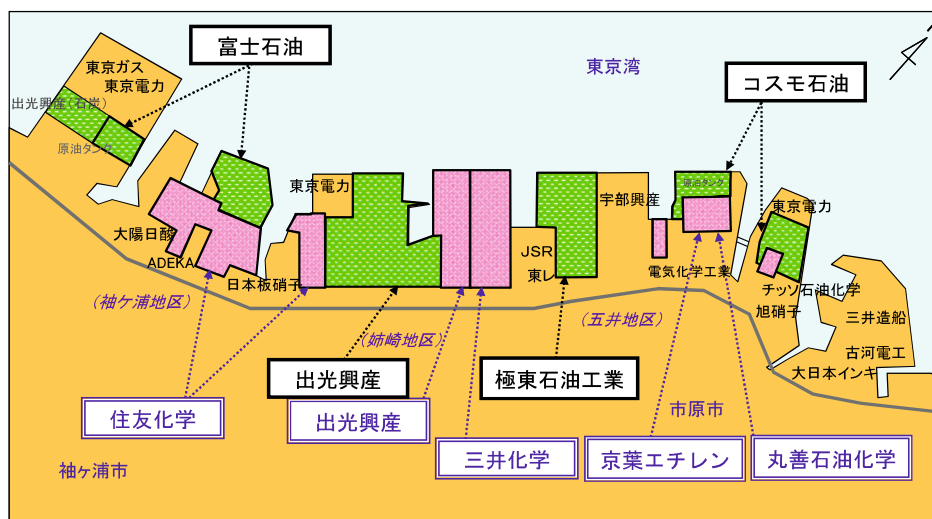 富士石油
東京湾
コスモ石油
東京ガス
東京電力
出光興産(石炭)
原油タンク
東京電力
宇部興産
原油タンク
東京電力
大陽日酸
ADEKA
日本板硝子
JSR
東レ
電気化学工業
チッソ石油化学
旭硝子
三井造船
古河電工
大日本インキ
(袖ケ浦地区)
(姉崎地区)
(五井地区)
出光興産
極東石油工業
住友化学
出光興産
市原市
三井化学
京葉エチレン
丸善石油化学
袖ヶ浦市